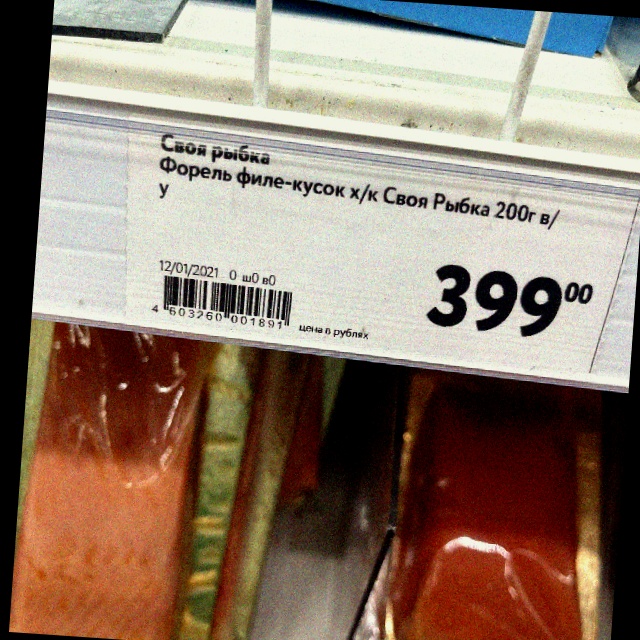 Своя рыбка
Форель филе-кусок х/к Своя Рыбка 200г в/
у
12/01/2021 0 ш0 в0
399 00
4 603260 001891
цена в рублях